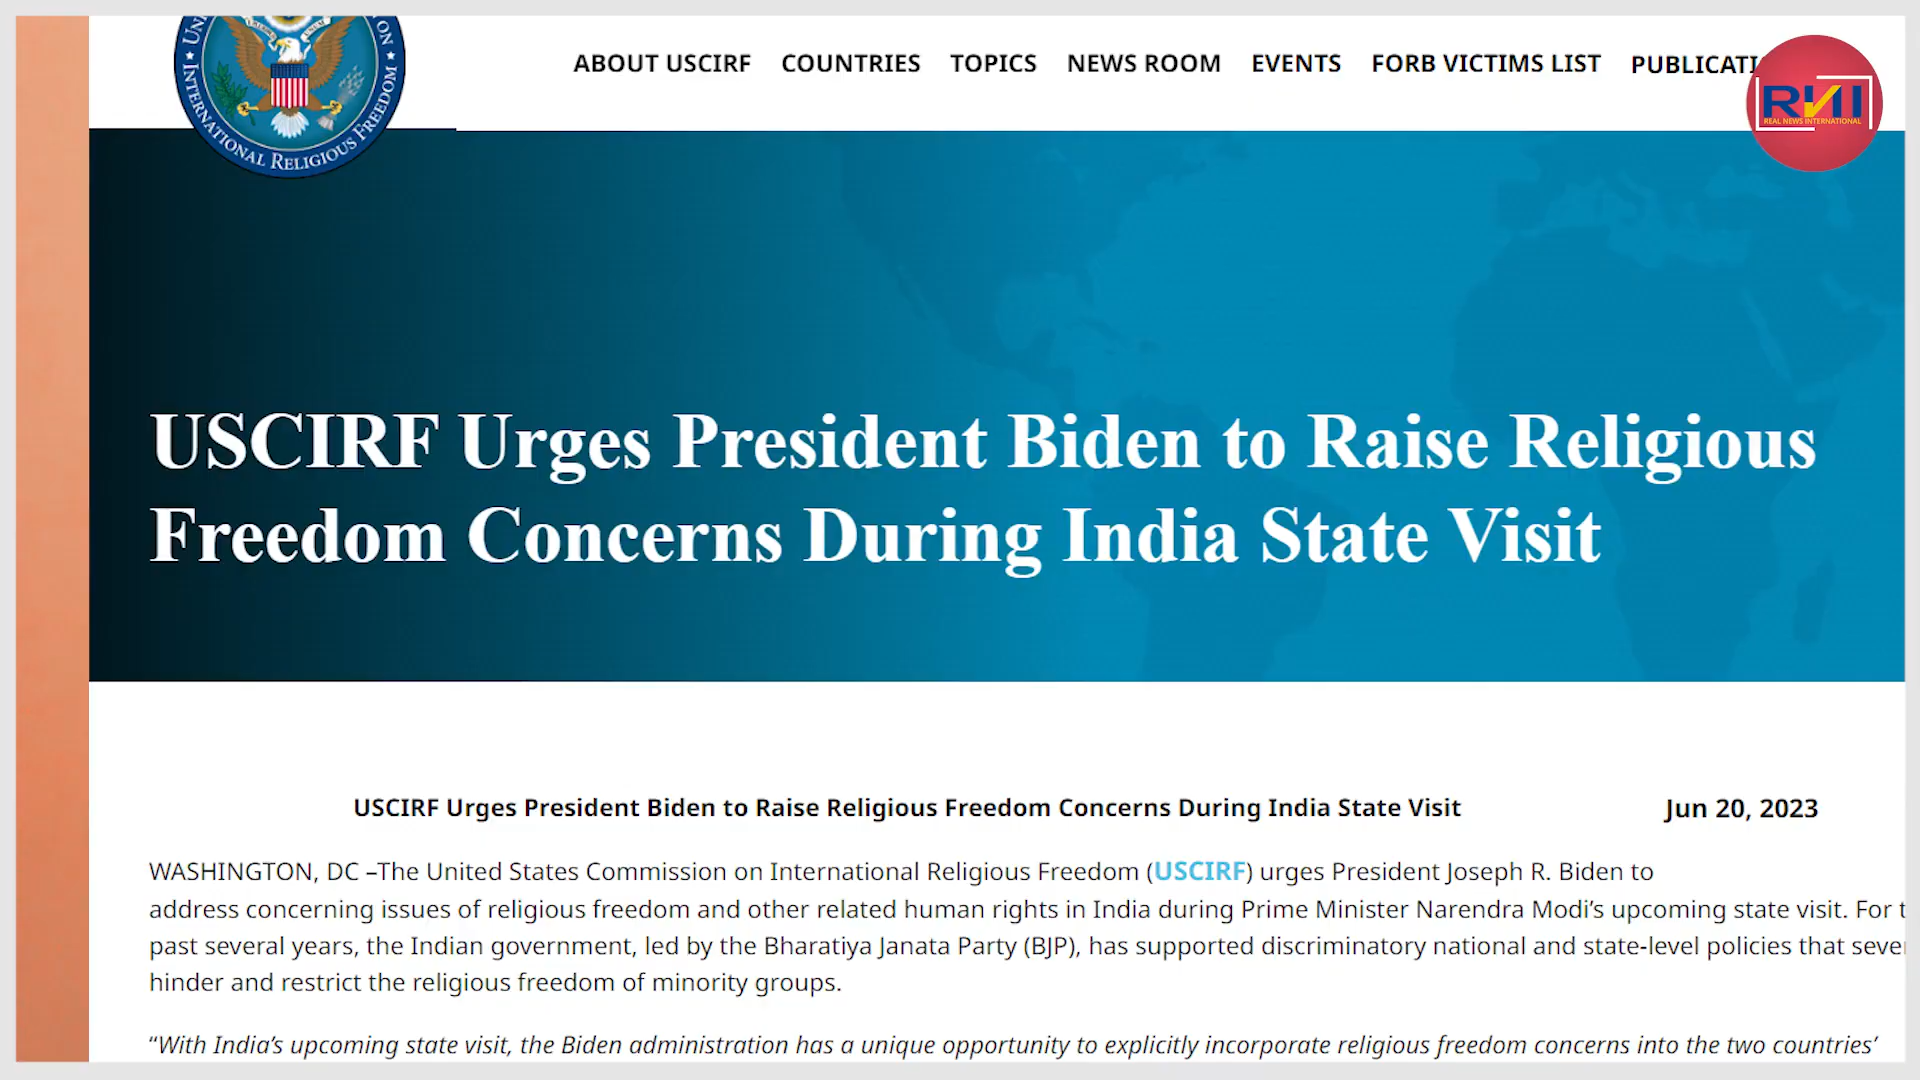 INTERNATIONAL RELIGIOUS FREEDOM
ABOUT USCIRF COUNTRIES TOPICS NEWS ROOM EVENTS FORB VICTIMS LIST
RNI
REAL NEWS INTERNATIONAL
USCIRF Urges President Biden to Raise Religious
Freedom Concerns During India State Visit
USCIRF Urges President Biden to Raise Religious Freedom Concerns During India State Visit Jun 20, 2023
WASHINGTON, DC –The United States Commission on International Religious Freedom (USCIRF) urges President Joseph R. Biden to
address concerning issues of religious freedom and other related human rights in India during Prime Minister Narendra Modi’s upcoming state visit. For
past several years, the Indian government, led by the Bharatiya Janata Party (BJP), has supported discriminatory national and state-level policies that
hinder and restrict the religious freedom of minority groups.
“With India’s upcoming state visit, the Biden administration has a unique opportunity to explicitly incorporate religious freedom concerns into the two countries’